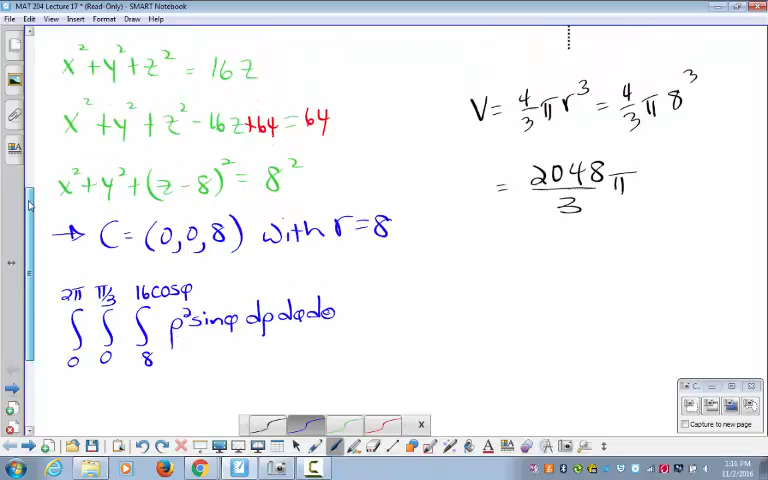 MAT 204 Lecture 17 * (Read-Only) - SMART Notebook
File Edit View Insert Format Tools Draw Help
x² + y² + z² = 16z
x² + y² + z² - 16z + 64 = 64
x² + y² + (z - 8)² = 8²
→ C = (0,0,8) with r = 8
∫₀^2π ∫₀^π/3 ∫₈^16cosφ ρ² sinφ dρ dφ dθ
V = 4/3 π r³ = 4/3 π 8³
= 2048/3 π
x
Capture to new page
1:16 PM
11/2/2016